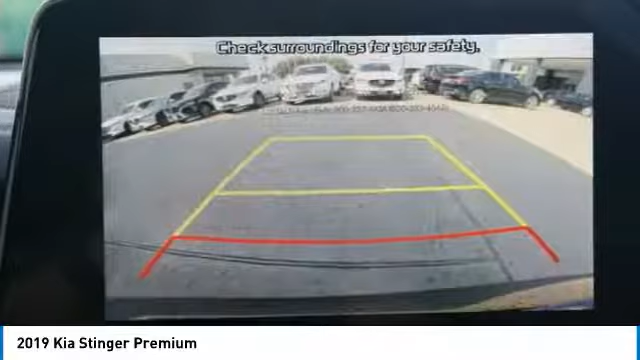 Check surroundings for your safety.
2019 Kia Stinger Premium